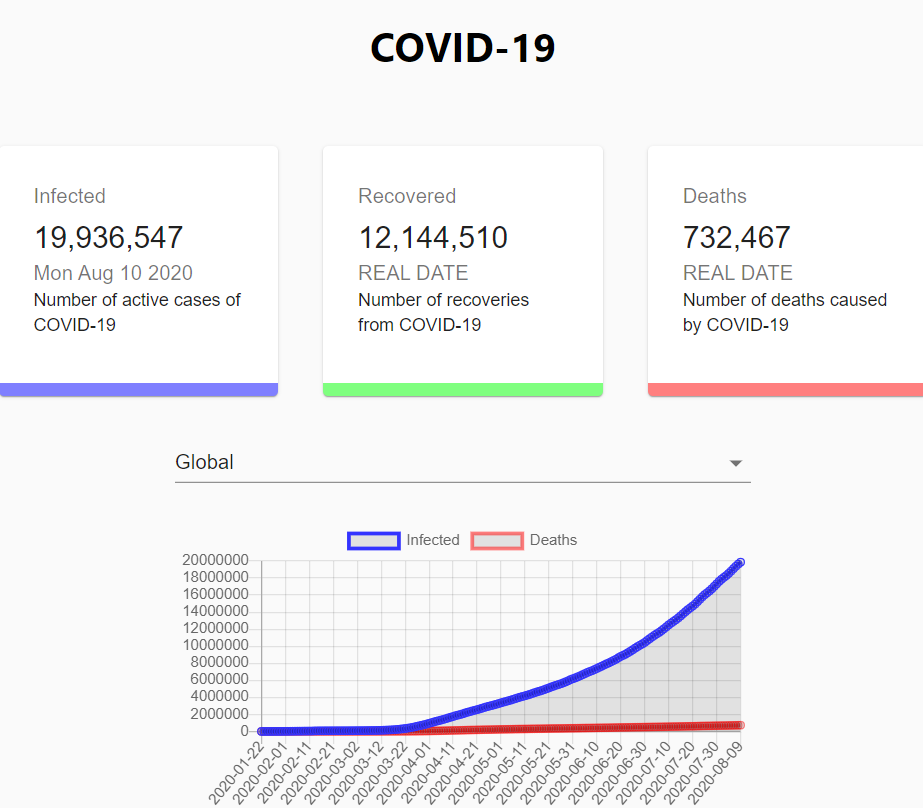 COVID-19
Infected
19,936,547
Mon Aug 10 2020
Number of active cases of
COVID-19
Recovered
12,144,510
REAL DATE
Number of recoveries
from COVID-19
Deaths
732,467
REAL DATE
Number of deaths caused
by COVID-19
Global
Infected
Deaths
20000000
18000000
16000000
14000000
12000000
10000000
8000000
6000000
4000000
2000000
0
2020-01-22
2020-02-01
2020-02-11
2020-02-21
2020-03-02
2020-03-12
2020-03-22
2020-04-01
2020-04-11
2020-04-21
2020-05-01
2020-05-11
2020-05-21
2020-05-31
2020-06-10
2020-06-20
2020-06-30
2020-07-10
2020-07-20
2020-07-30
2020-08-09